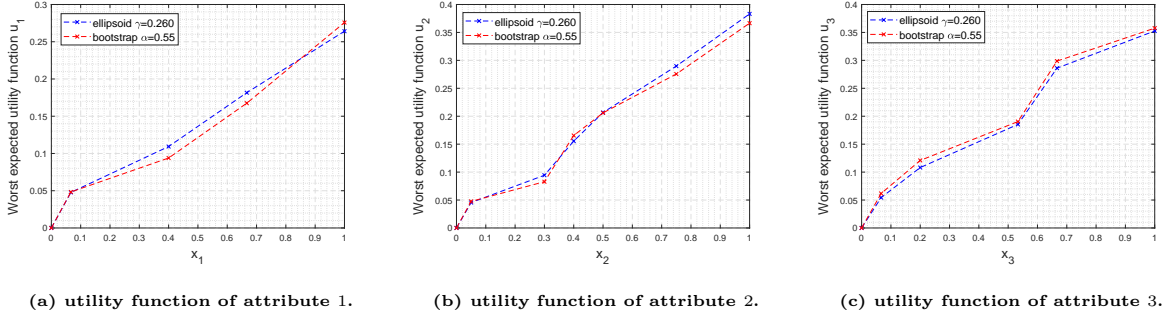 Worst expected utility function u1
0.3
0.25
0.2
0.15
0.1
0.05
0
ellipsoid γ=0.260
bootstrap α=0.55
0 0.1 0.2 0.3 0.4 0.5 0.6 0.7 0.8 0.9 1
x1
(a) utility function of attribute 1.
Worst expected utility function u2
0.4
0.35
0.3
0.25
0.2
0.15
0.1
0.05
0
ellipsoid γ=0.260
bootstrap α=0.55
0 0.1 0.2 0.3 0.4 0.5 0.6 0.7 0.8 0.9 1
x2
(b) utility function of attribute 2.
Worst expected utility function u3
0.4
0.35
0.3
0.25
0.2
0.15
0.1
0.05
0
ellipsoid γ=0.260
bootstrap α=0.55
0 0.1 0.2 0.3 0.4 0.5 0.6 0.7 0.8 0.9 1
x3
(c) utility function of attribute 3.